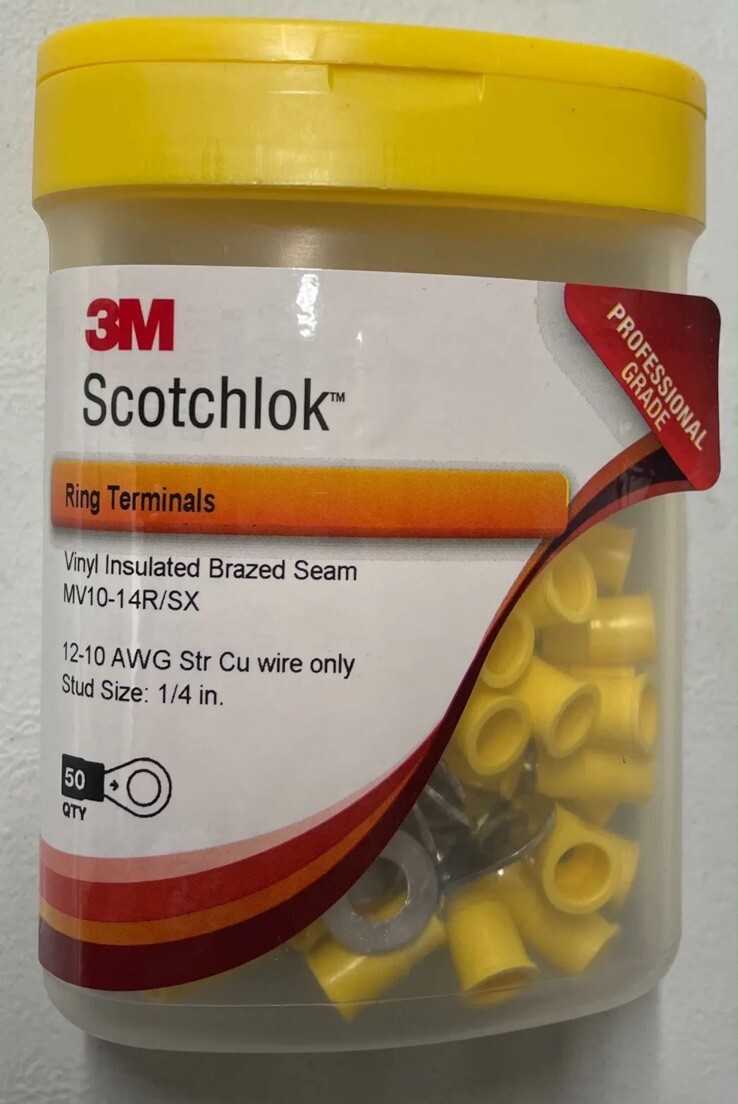 3M
Scotchlok™
PROFESSIONAL
GRADE
Ring Terminals
Vinyl Insulated Brazed Seam
MV10-14R/SX
12-10 AWG Str Cu wire only
Stud Size: 1/4 in.
50
QTY